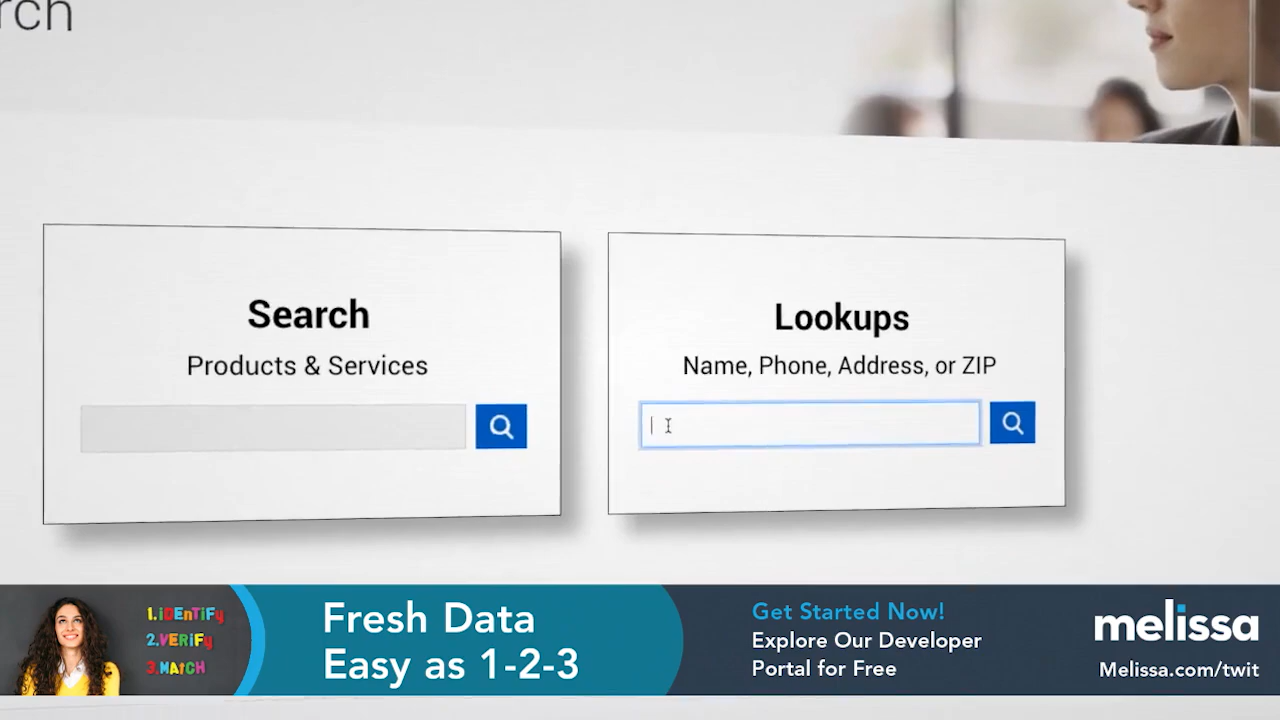 rch
Search
Products & Services
Lookups
Name, Phone, Address, or ZIP
1.iDEnTiFy
2.VERiFy
3.MAtCH
Fresh Data
Easy as 1-2-3
Get Started Now!
Explore Our Developer
Portal for Free
melissa
Melissa.com/twit